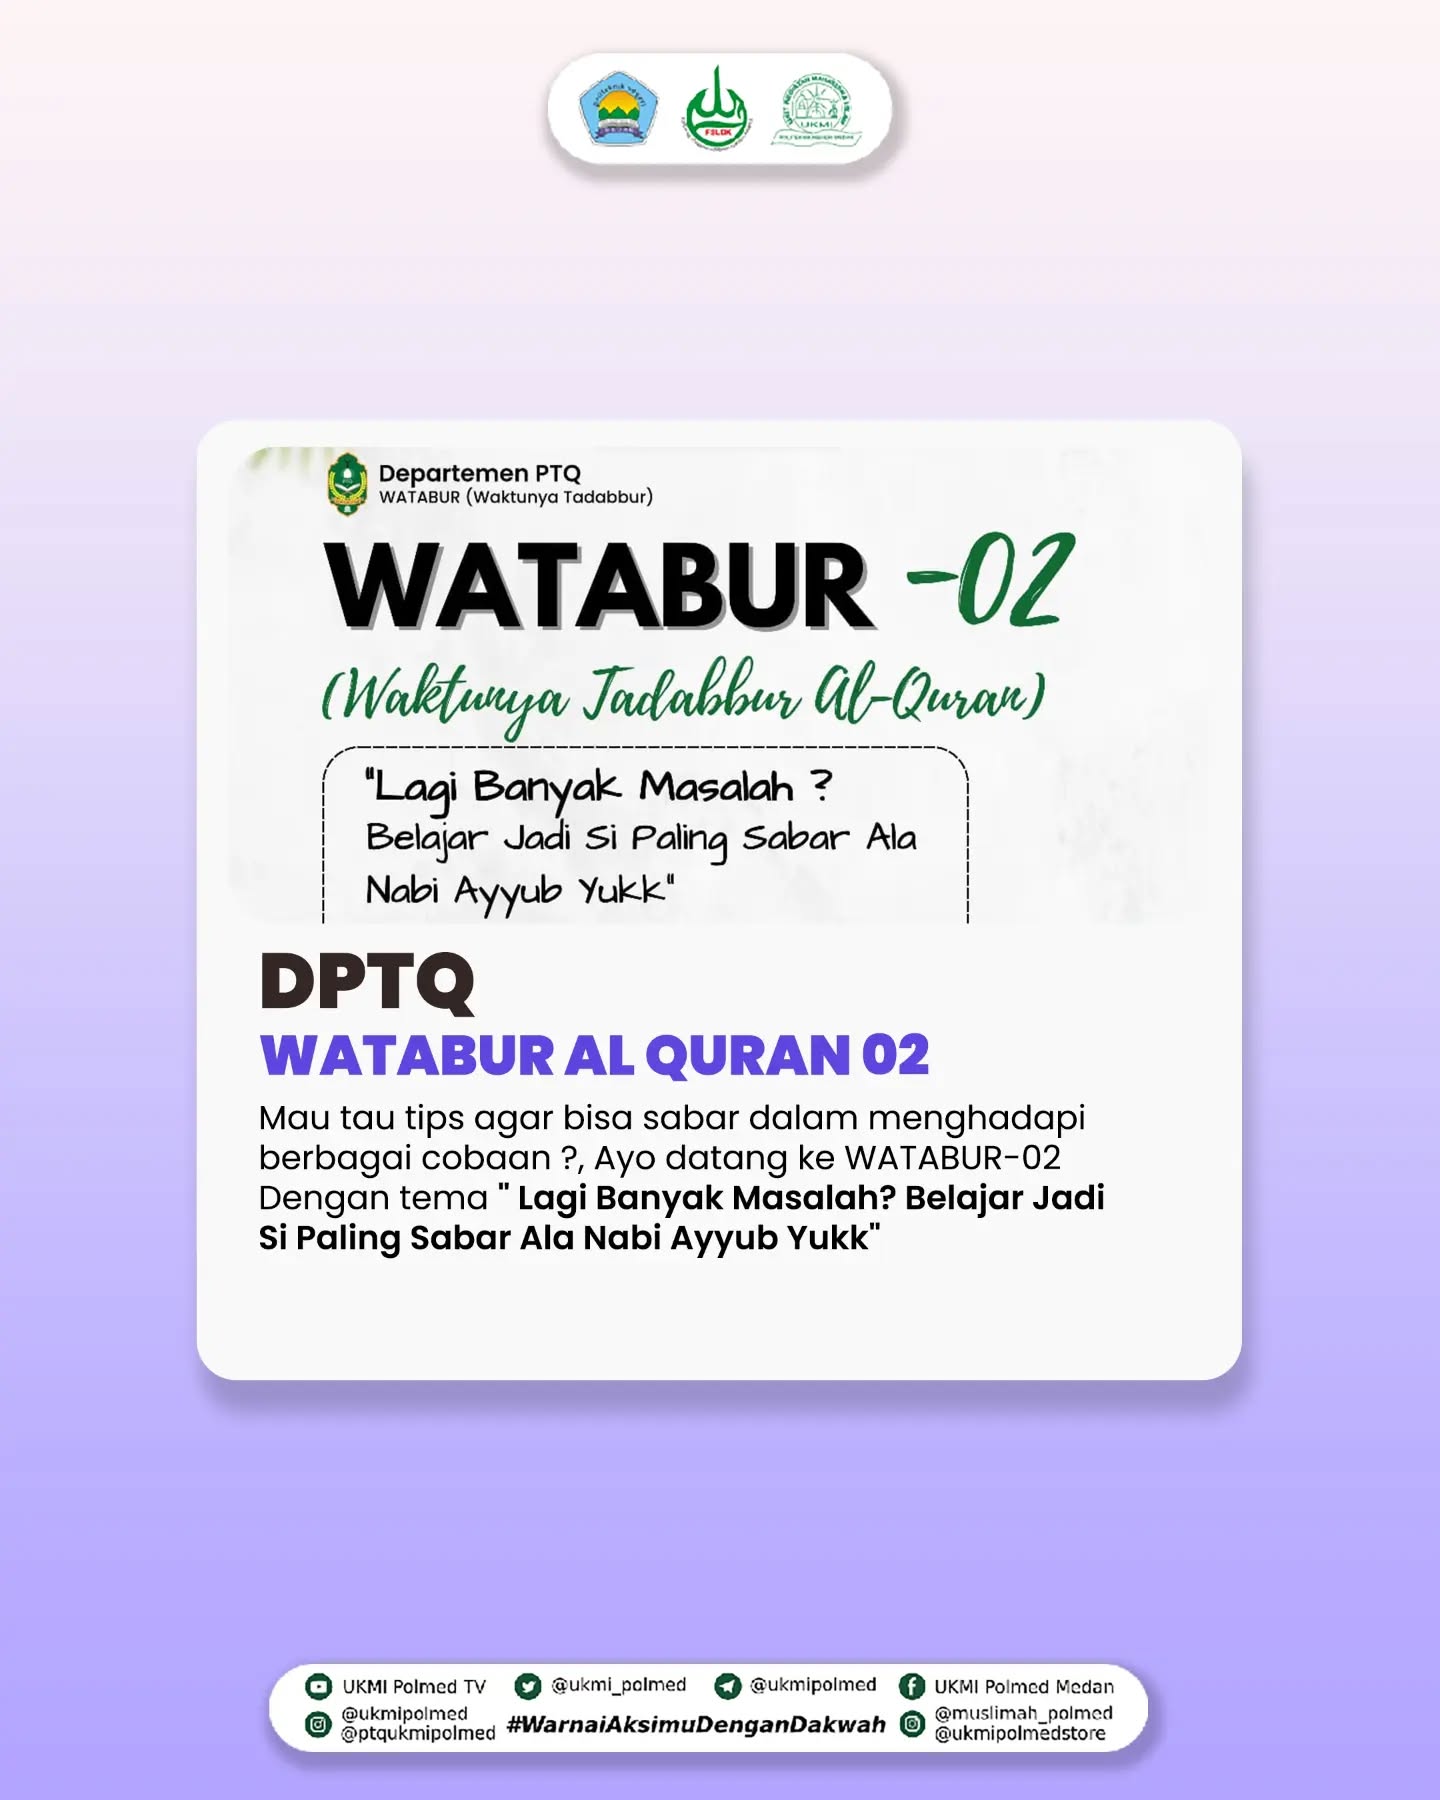 FSLDK
UKMI
Departemen PTQ
WATABUR (Waktunya Tadabbur)
WATABUR -02
(Waktunya Tadabbur Al-Quran)
"Lagi Banyak Masalah ?
Belajar Jadi Si Paling Sabar Ala
Nabi Ayyub Yukk"
DPTQ
WATABUR AL QURAN 02
Mau tau tips agar bisa sabar dalam menghadapi
berbagai cobaan ?, Ayo datang ke WATABUR-02
Dengan tema " Lagi Banyak Masalah? Belajar Jadi
Si Paling Sabar Ala Nabi Ayyub Yukk"
UKMI Polmed TV @ukmi_polmed @ukmipolmed UKMI Polmed Medan
@ukmipolmed
@ptqukmipolmed #WarnaiAksimuDenganDakwah
@muslimah_polmed
@ukmipolmedstore